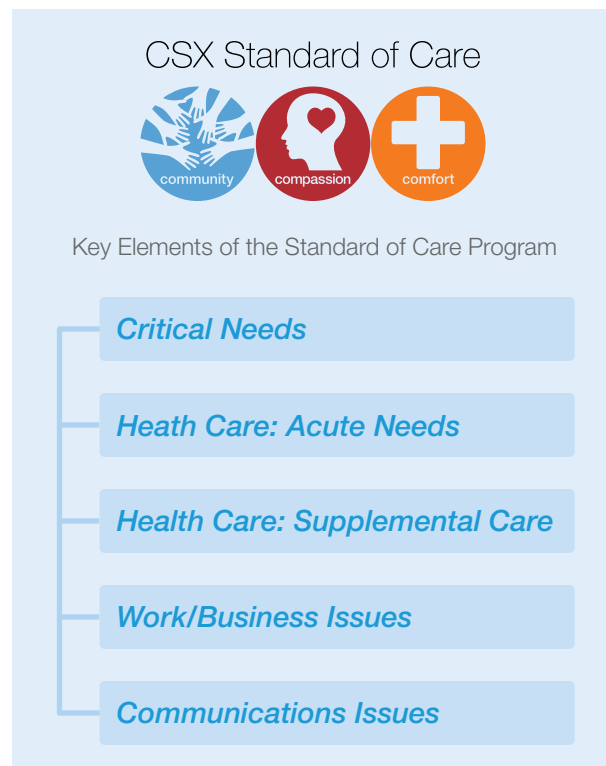 CSX Standard of Care
community
compassion
comfort
Key Elements of the Standard of Care Program
Critical Needs
Heath Care: Acute Needs
Health Care: Supplemental Care
Work/Business Issues
Communications Issues